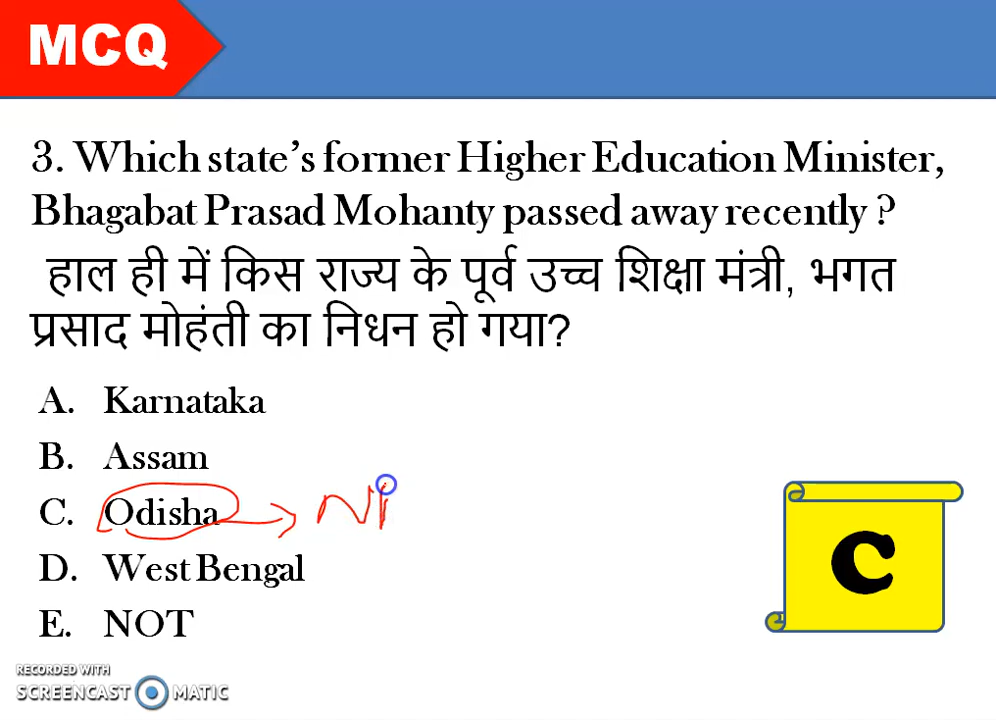 MCQ
3. Which state's former Higher Education Minister,
Bhagabat Prasad Mohanty passed away recently ?
हाल ही में किस राज्य के पूर्व उच्च शिक्षा मंत्री, भगत
प्रसाद मोहंती का निधन हो गया?
A. Karnataka
B. Assam
C. Odisha → Ni
D. West Bengal
E. NOT
C
RECORDED WITH
SCREENCAST MATIC